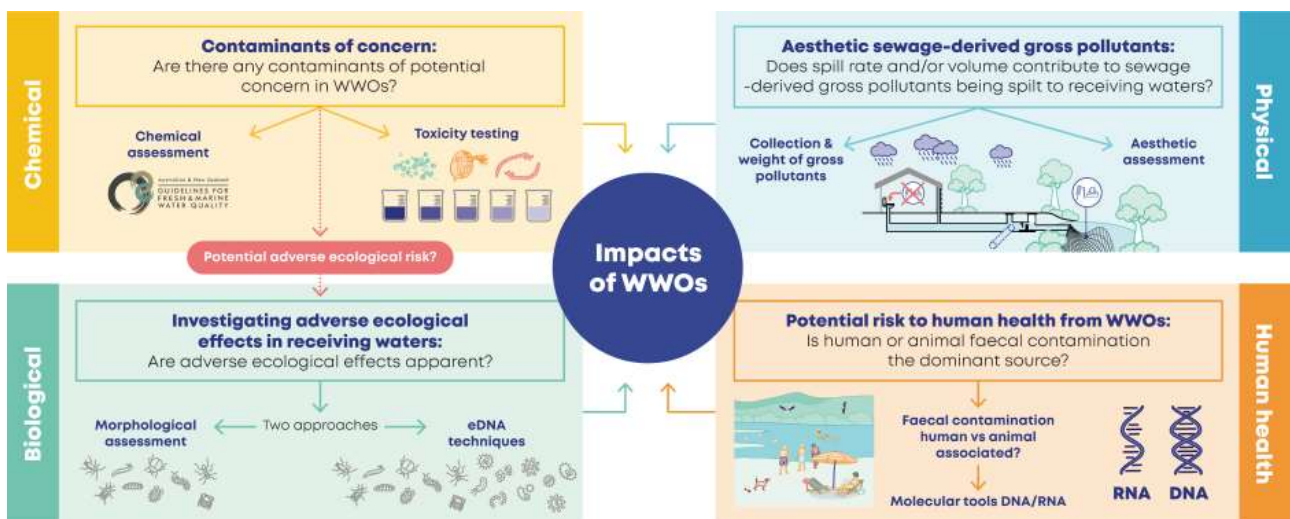 Chemical
Contaminants of concern:
Are there any contaminants of potential
concern in WWOs?
Chemical
assessment
Toxicity testing
Australian & New Zealand
GUIDELINES FOR
FRESH & MARINE
WATER QUALITY
Potential adverse ecological risk?
Physical
Aesthetic sewage-derived gross pollutants:
Does spill rate and/or volume contribute to sewage
-derived gross pollutants being spilt to receiving waters?
Collection &
weight of gross
pollutants
Aesthetic
assessment
Impacts
of WWOs
Biological
Investigating adverse ecological
effects in receiving waters:
Are adverse ecological effects apparent?
Morphological
assessment
Two approaches
eDNA
techniques
Human health
Potential risk to human health from WWOs:
Is human or animal faecal contamination
the dominant source?
Faecal contamination
human vs animal
associated?
Molecular tools DNA/RNA
RNA
DNA